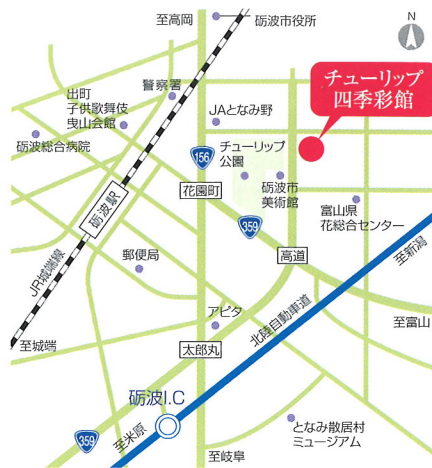 至高岡
砺波市役所
N
チューリップ
四季彩館
警察署
出町
子供歌舞伎
曳山会館
JAとなみ野
砺波総合病院
156
チューリップ
公園
花園町
砺波市
美術館
富山県
花総合センター
砺波駅
359
高道
至新潟
JR城端線
郵便局
北陸自動車道
アピタ
至富山
太郎丸
至城端
砺波I.C
359
至米原
となみ散居村
ミュージアム
至岐阜